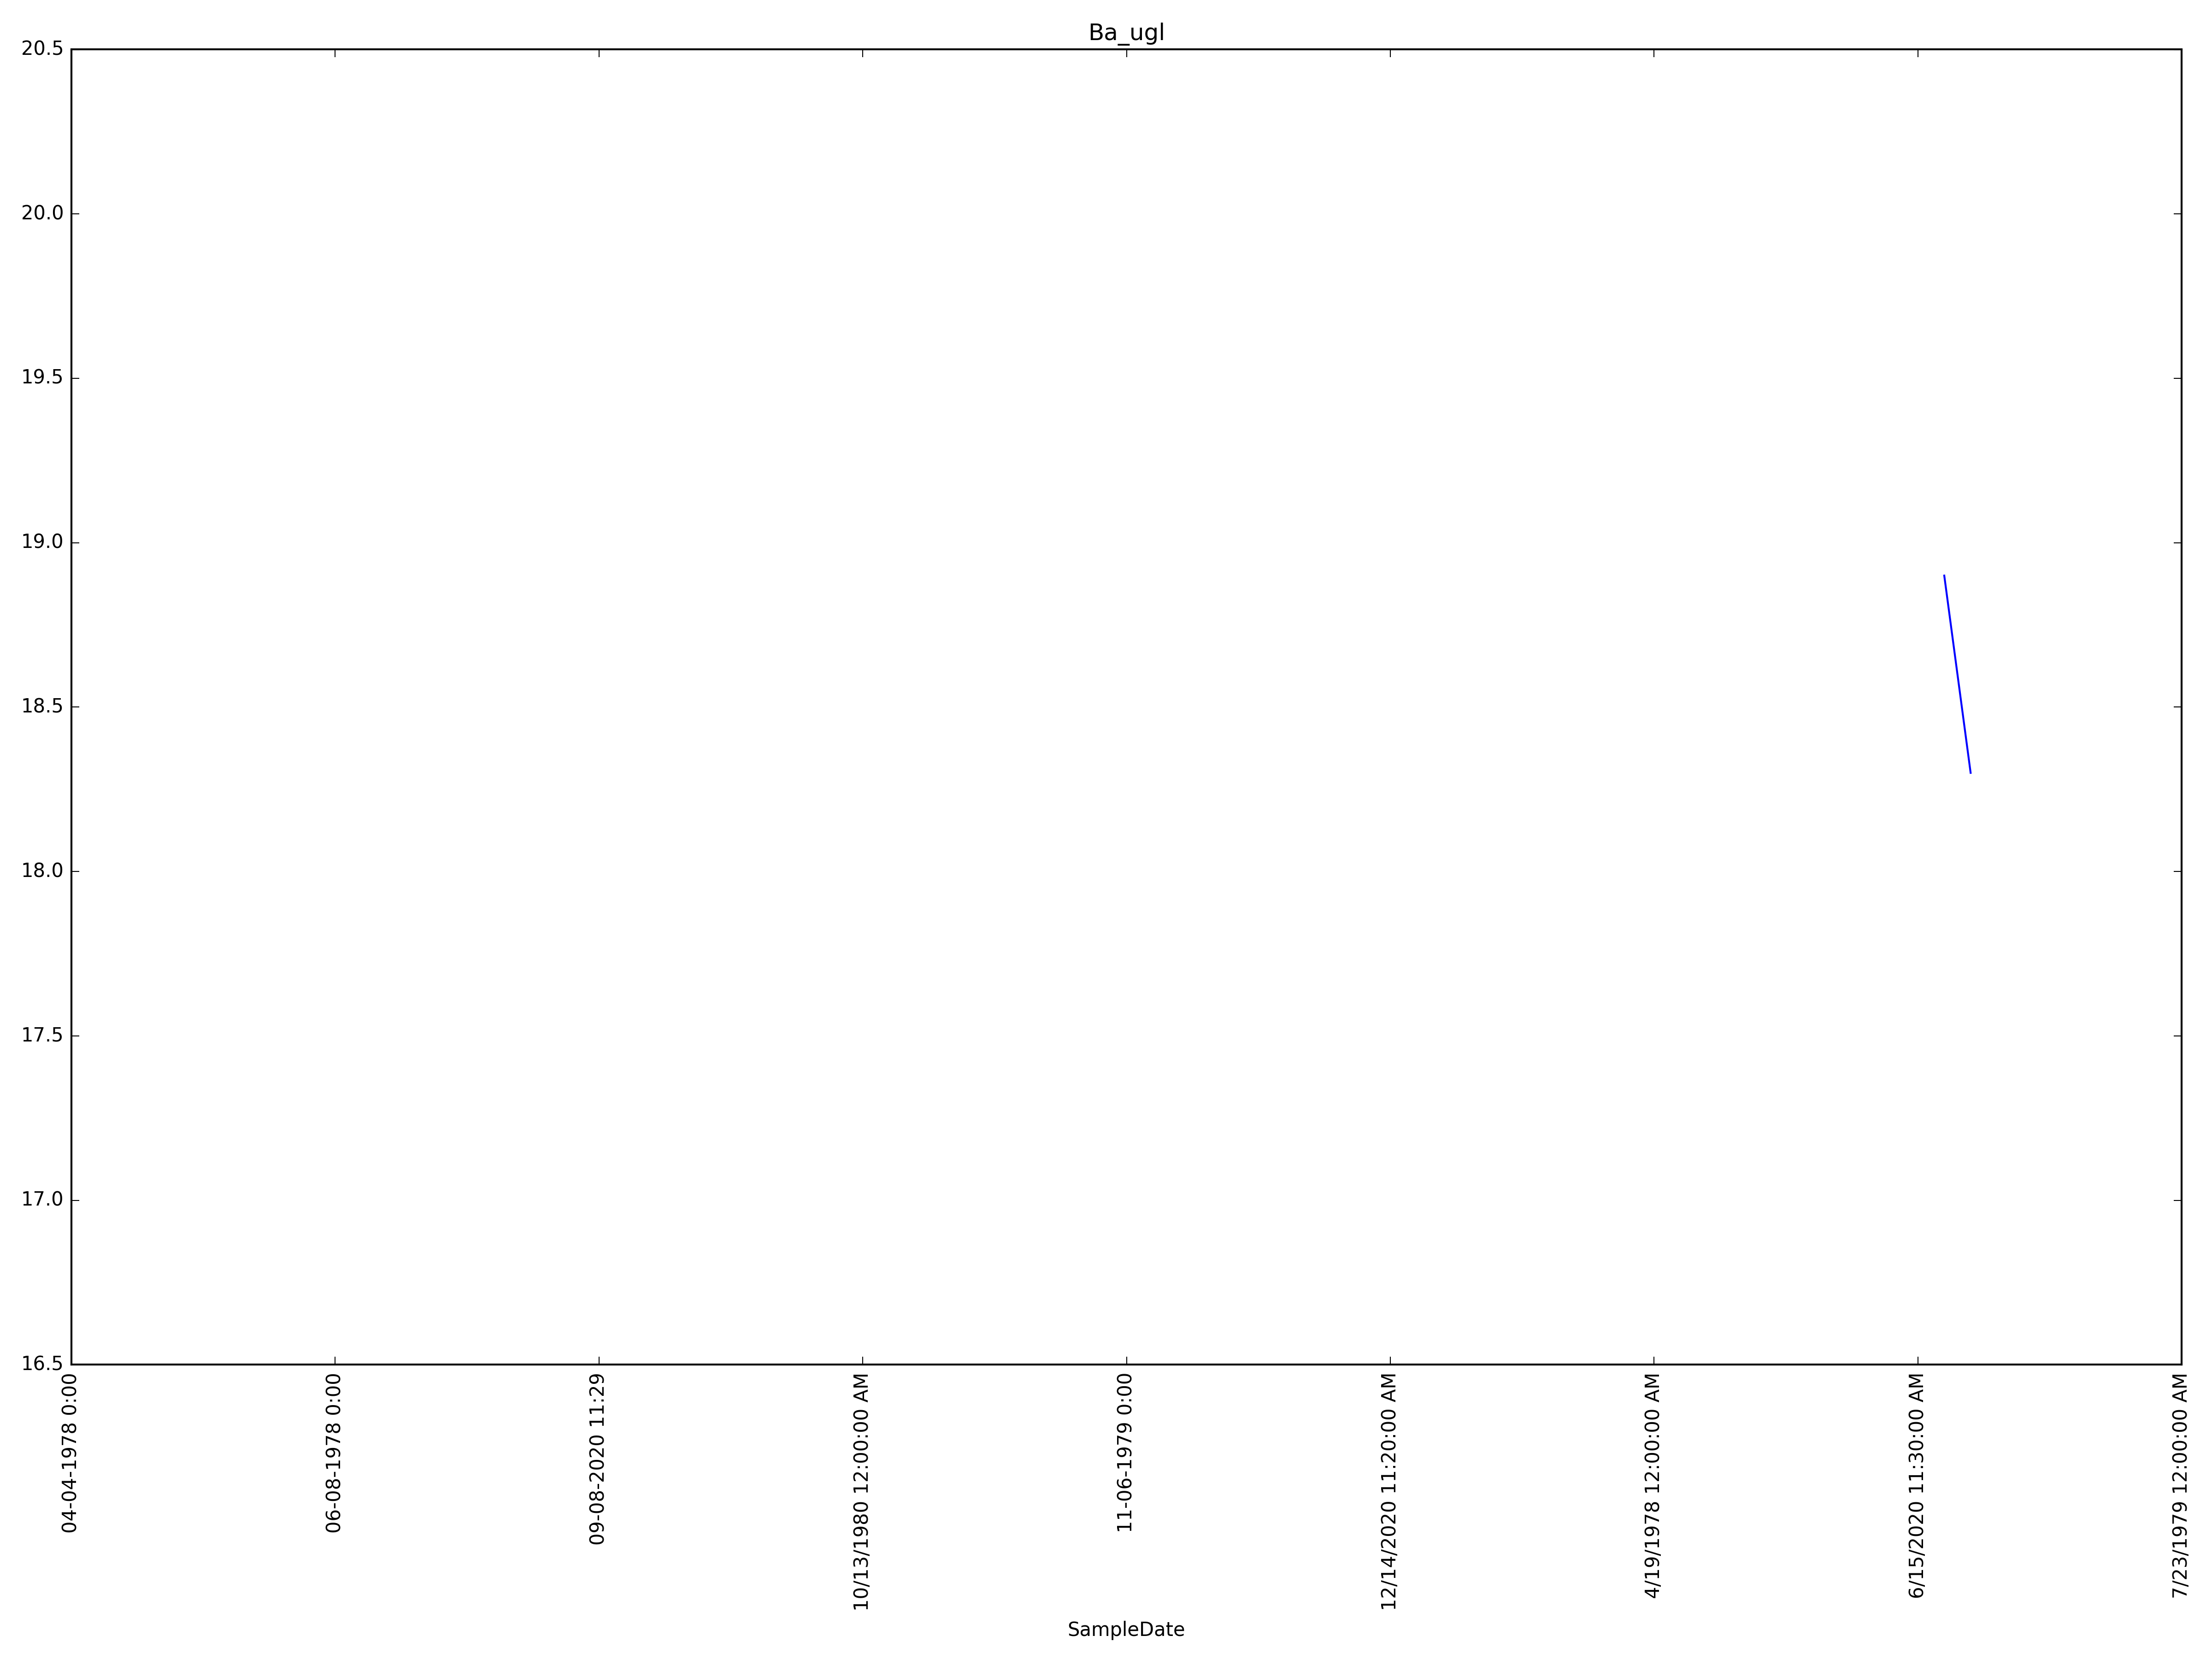 Ba_ugl
20.5
20.0
19.5
19.0
18.5
18.0
17.5
17.0
16.5
04-04-1978 0:00
06-08-1978 0:00
09-08-2020 11:29
10/13/1980 12:00:00 AM
11-06-1979 0:00
12/14/2020 11:20:00 AM
4/19/1978 12:00:00 AM
6/15/2020 11:30:00 AM
7/23/1979 12:00:00 AM
SampleDate